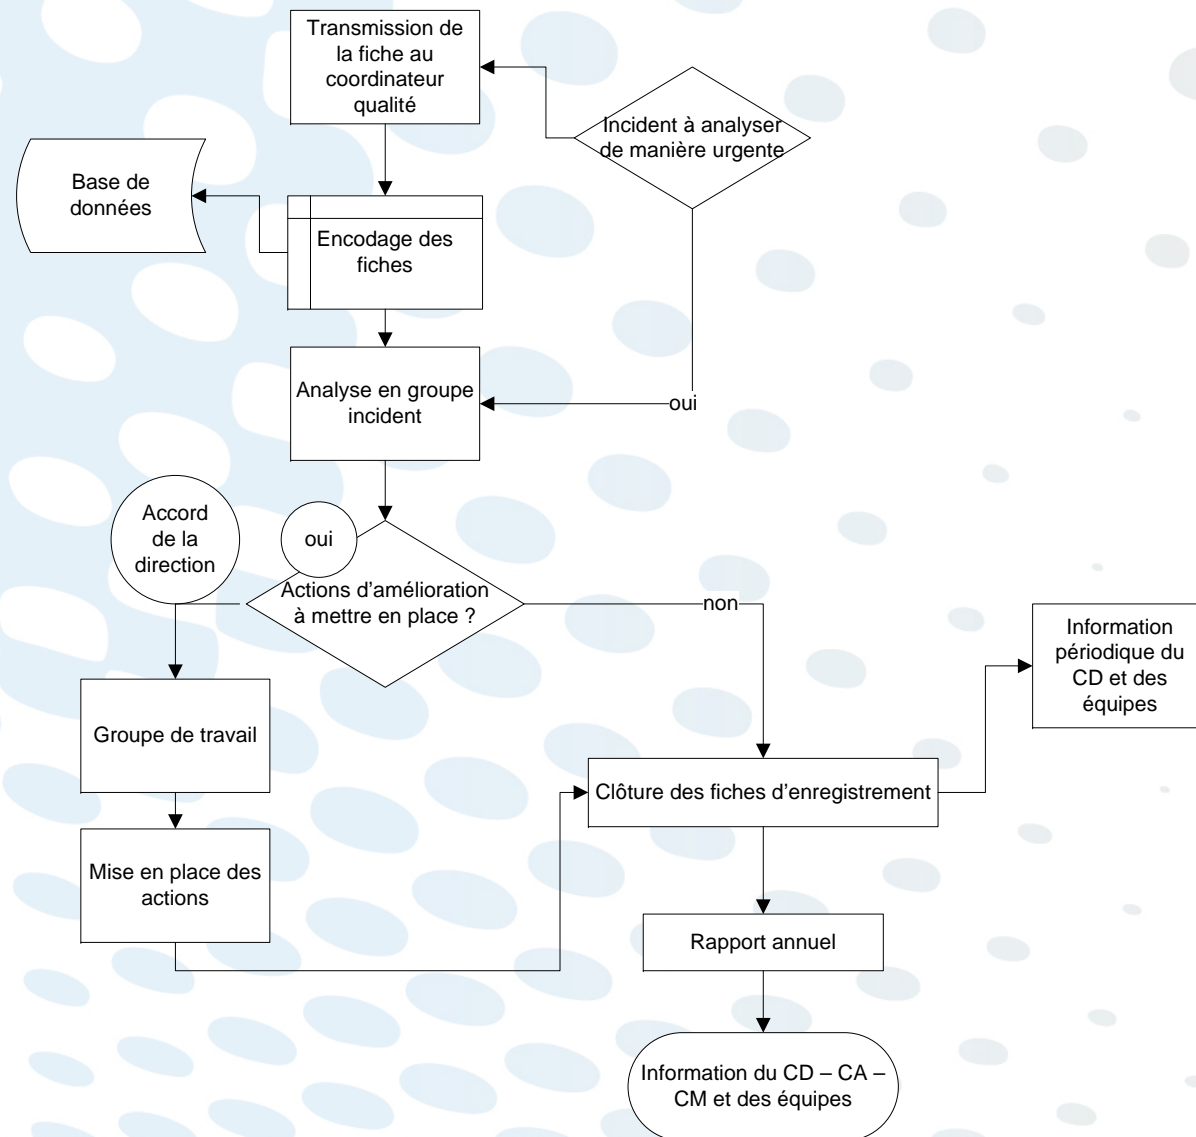 Transmission de
la fiche au
coordinateur
qualité
Incident à analyser
de manière urgente
Base de
données
Encodage des
fiches
Analyse en groupe
incident
oui
Accord
de la
direction
oui
Actions d’amélioration
à mettre en place ?
non
Information
périodique du
CD et des
équipes
Groupe de travail
Clôture des fiches d’enregistrement
Mise en place des
actions
Rapport annuel
Information du CD – CA –
CM et des équipes